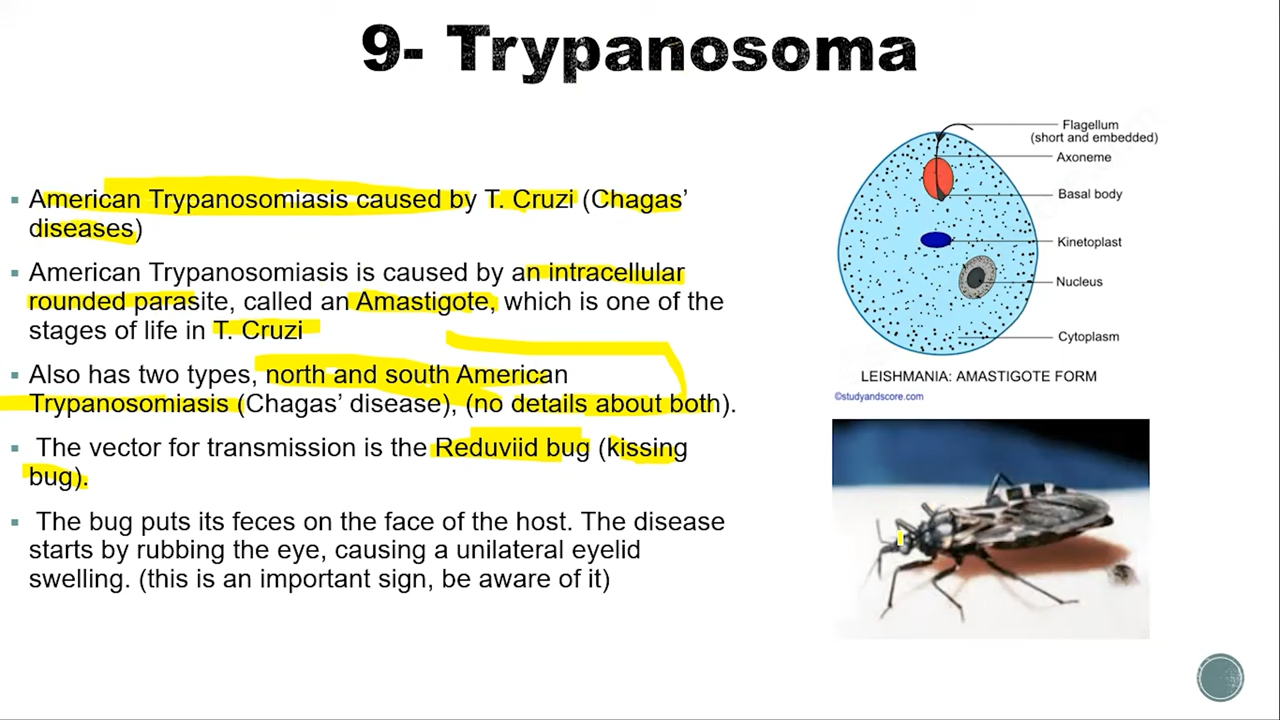 9- Trypanosoma
▪ American Trypanosomiasis caused by T. Cruzi (Chagas’
diseases)
▪ American Trypanosomiasis is caused by an intracellular
rounded parasite, called an Amastigote, which is one of the
stages of life in T. Cruzi
▪ Also has two types, north and south American
Trypanosomiasis (Chagas’ disease), (no details about both).
▪ The vector for transmission is the Reduviid bug (kissing
bug).
▪ The bug puts its feces on the face of the host. The disease
starts by rubbing the eye, causing a unilateral eyelid
swelling. (this is an important sign, be aware of it)
Flagellum
(short and embedded)
Axoneme
Basal body
Kinetoplast
Nucleus
Cytoplasm
LEISHMANIA: AMASTIGOTE FORM
©studyandscore.com